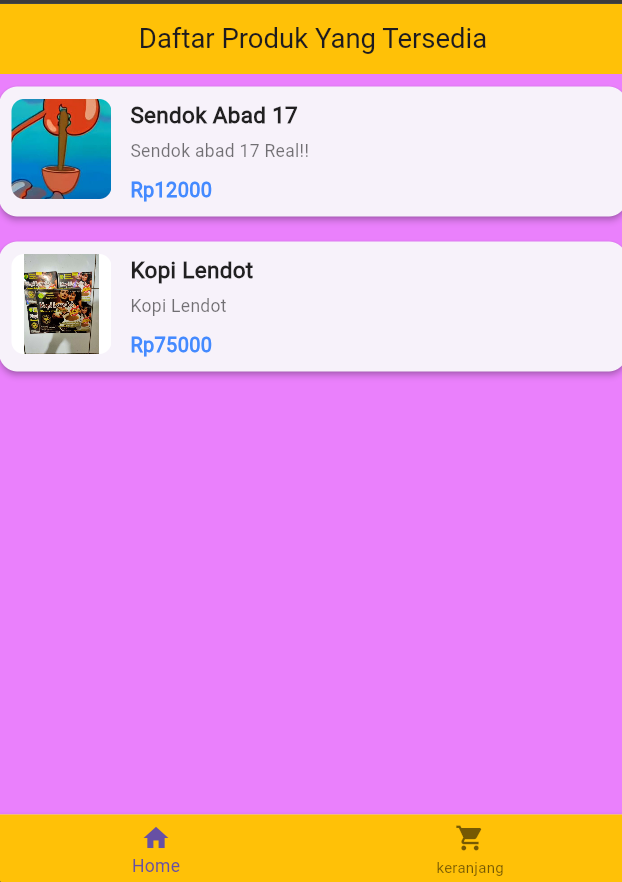 Daftar Produk Yang Tersedia
Sendok Abad 17
Sendok abad 17 Real!!
Rp12000
Kopi Lendot
Kopi Lendot
Rp75000
Home
keranjang